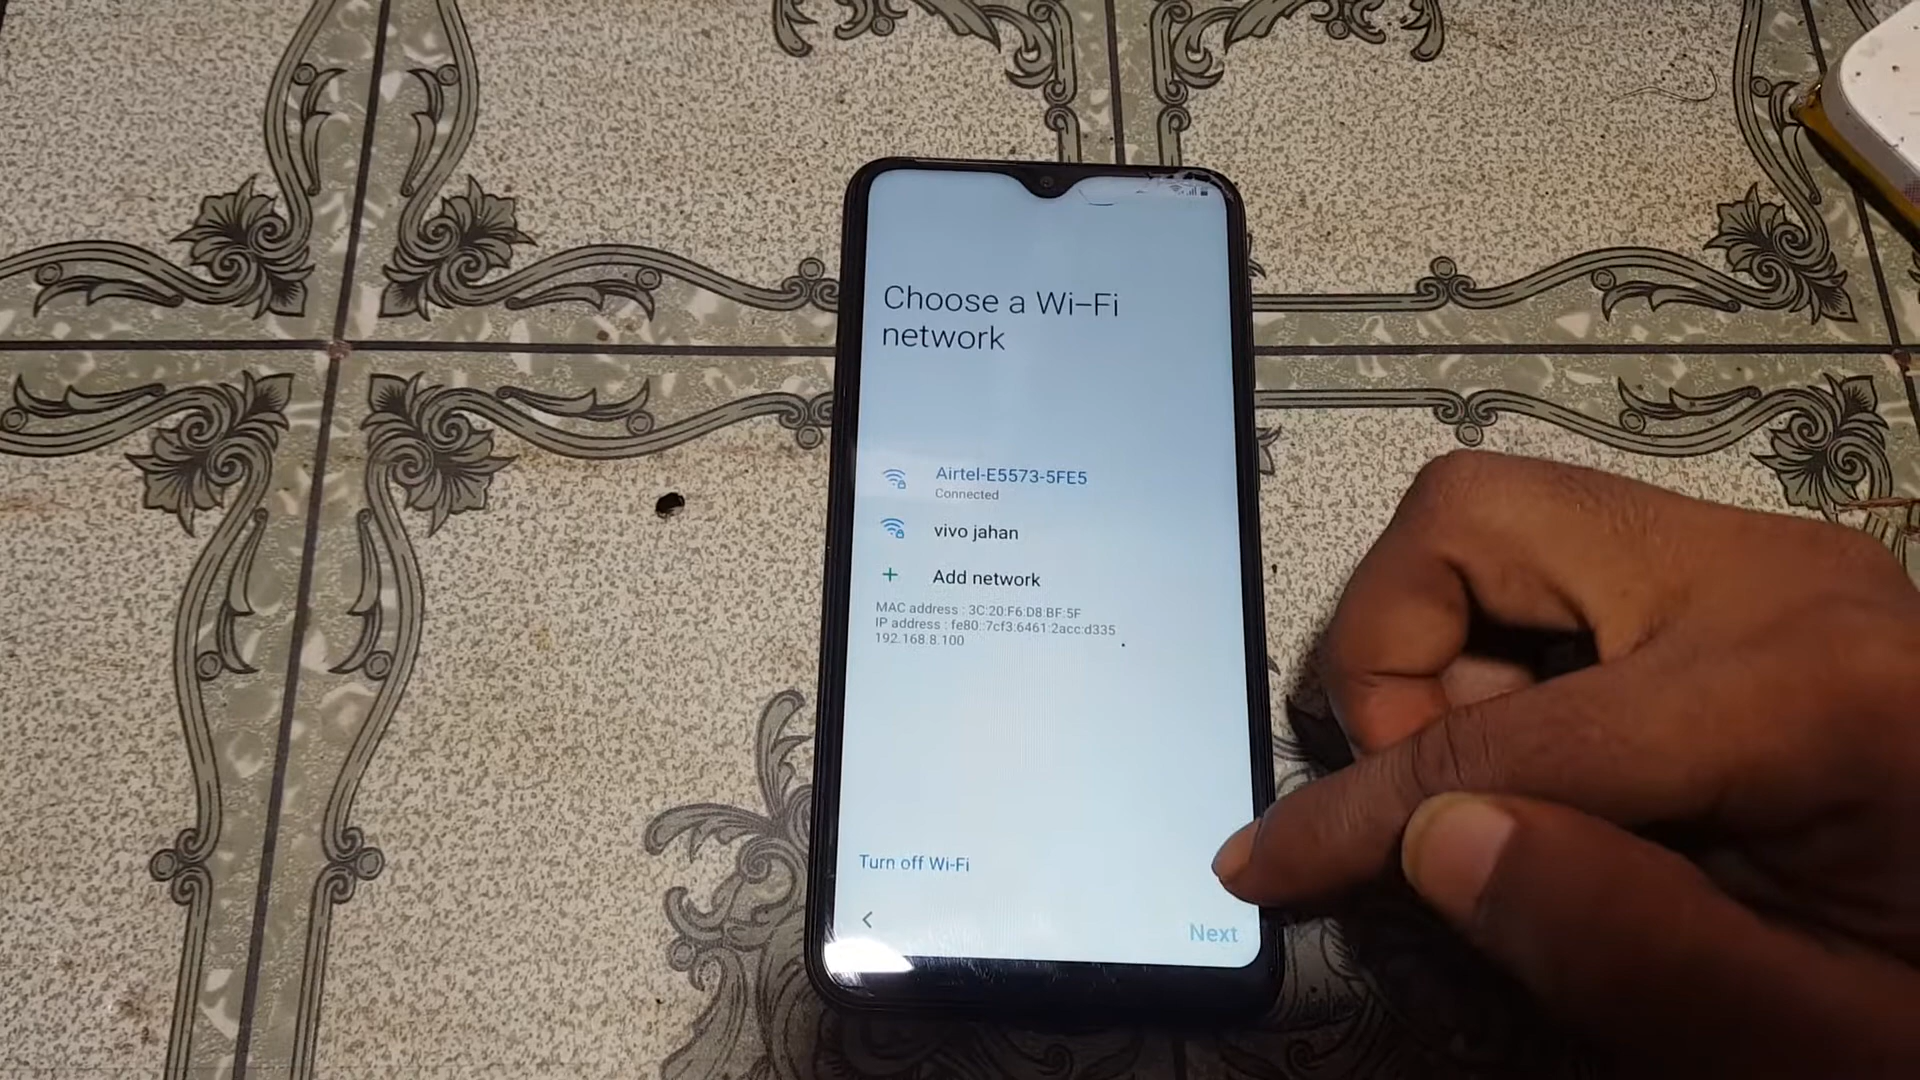 Choose a Wi-Fi
network
Airtel-E5573-5FE5
Connected
vivo jahan
Add network
MAC address : 3C:20:F6:D8:BF:5F
IP address : fe80::7cf3:6461:2acc:d335
192.168.8.100
Turn off Wi-Fi
Next